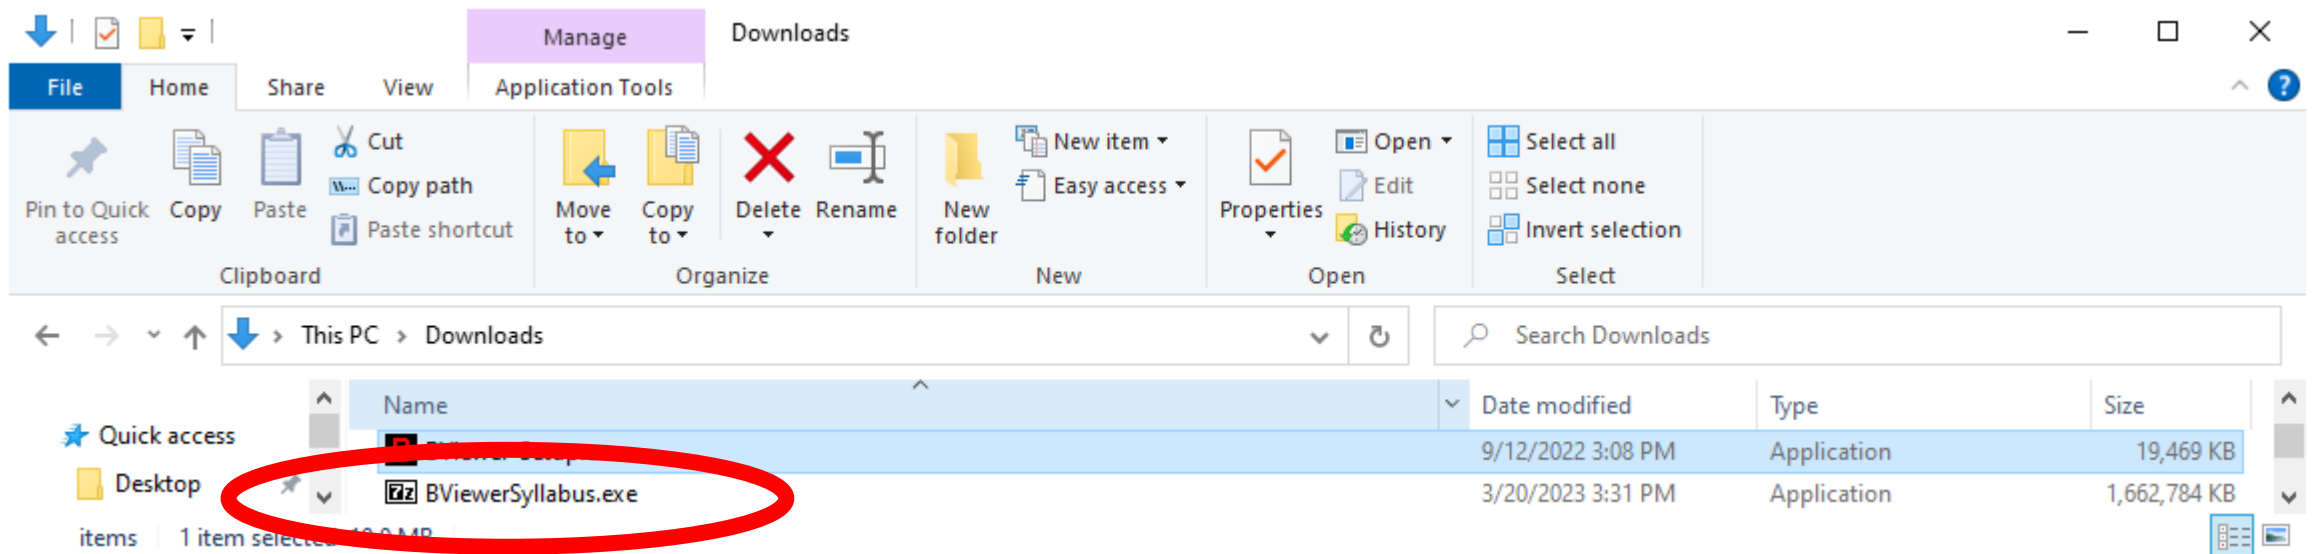 Manage Downloads
File Home Share View Application Tools
Pin to Quick access
Copy
Paste
Cut
Copy path
Paste shortcut
Clipboard
Move to
Copy to
Delete
Rename
Organize
New folder
New item
Easy access
New
Properties
Open
Edit
History
Open
Select all
Select none
Invert selection
Select
This PC > Downloads
Search Downloads
Quick access
Desktop
Name Date modified Type Size
9/12/2022 3:08 PM Application 19,469 KB
7z BViewerSyllabus.exe 3/20/2023 3:31 PM Application 1,662,784 KB
items 1 item selected MB